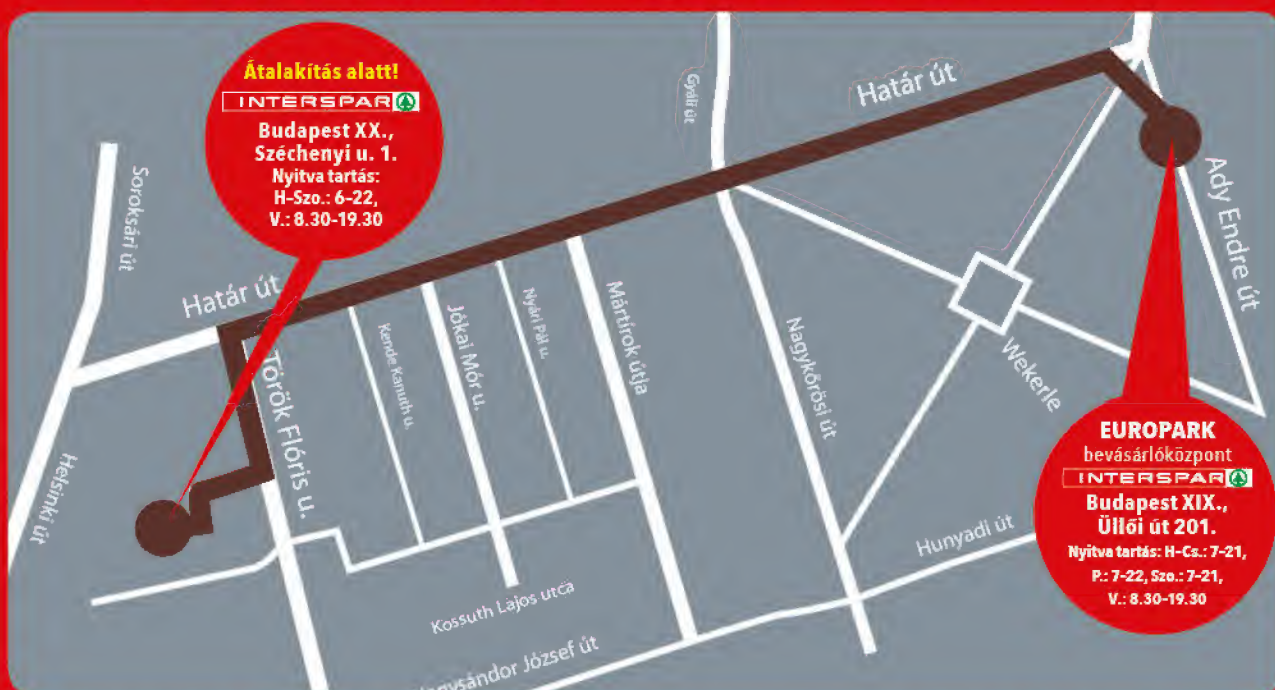 Átalakítás alatt!
INTERSPAR
Budapest XX.,
Széchenyi u. 1.
Nyitva tartás:
H-Szo.: 6-22,
V.: 8.30-19.30
Soroksári út
Határ út
Helsinki út
Török Flóris u.
Kende Kanuth u.
Jókai Mór u.
Nyári Pál u.
Mártírok útja
Gyáli út
Határ út
Nagykőrösi út
Wekerle
Ady Endre út
Hunyadi út
Kossuth Lajos utca
József út
EUROPARK
bevásárlóközpont
INTERSPAR
Budapest XIX.,
Üllői út 201.
Nyitva tartás: H-Cs.: 7-21,
P.: 7-22, Szo.: 7-21,
V.: 8.30-19.30